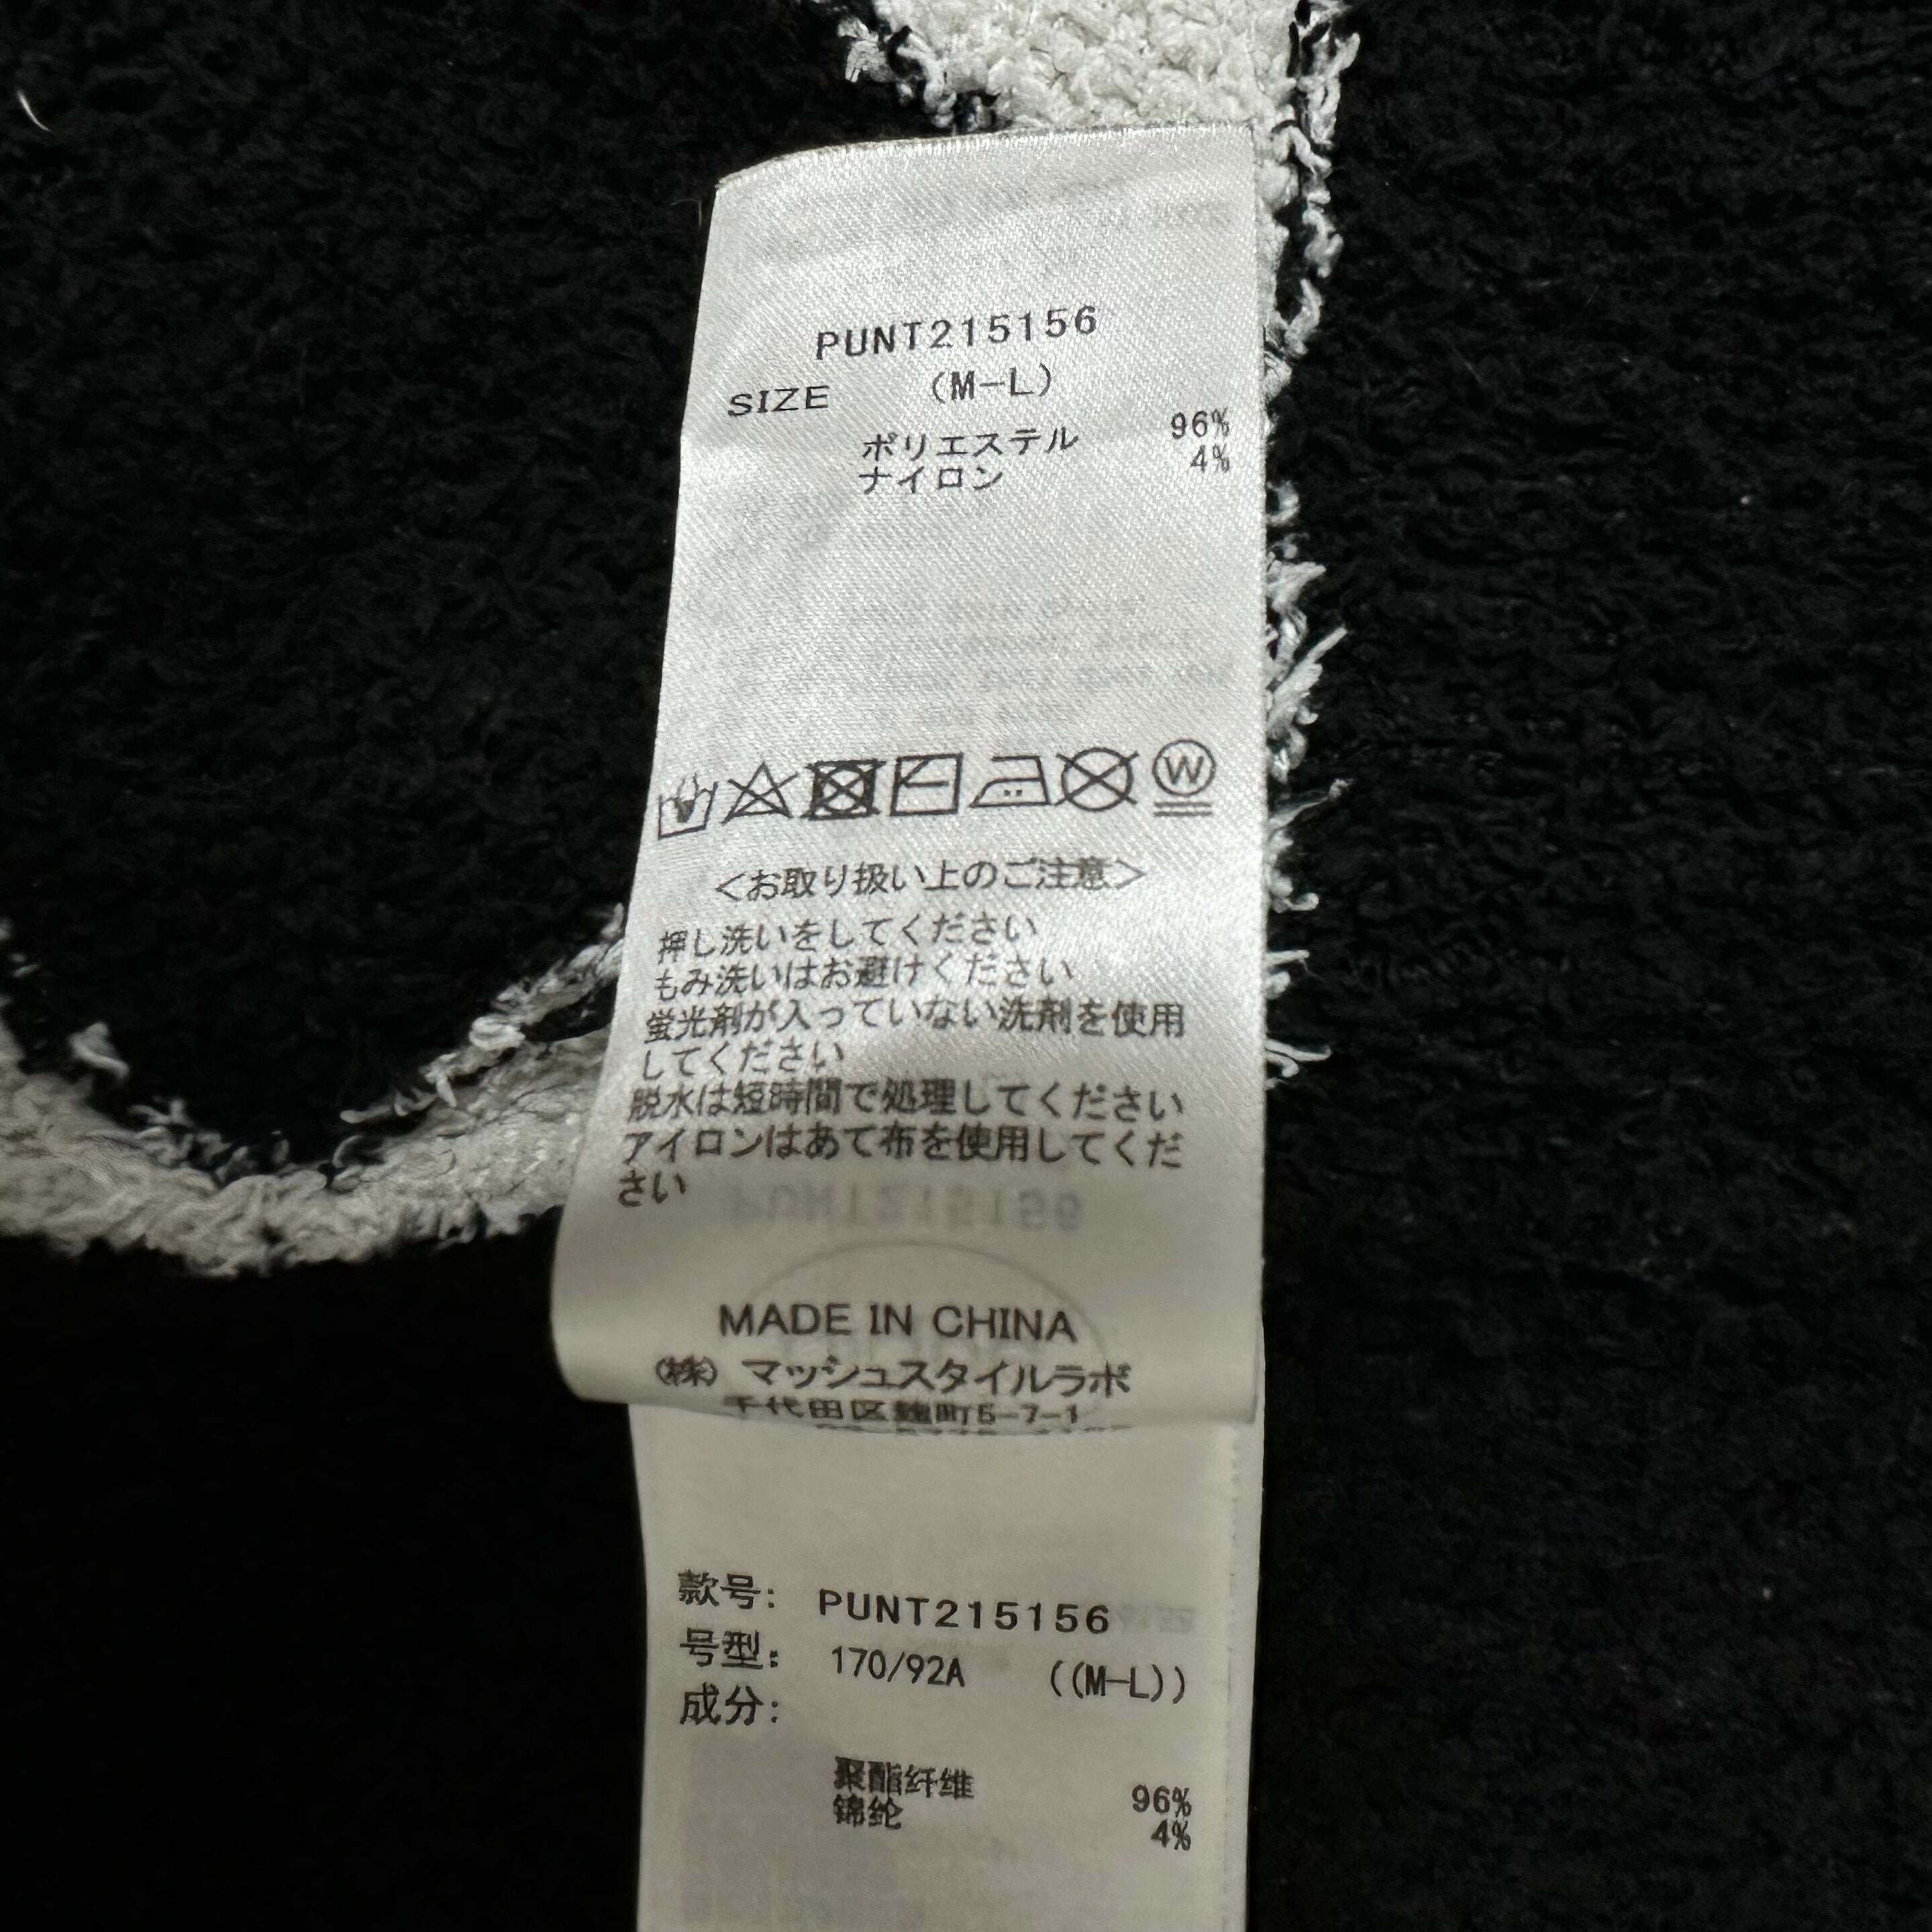 PUNT215156
SIZE (M-L)
ポリエステル 96%
ナイロン 4%
W
<お取り扱い上のご注意>
押し洗いをしてください
もみ洗いはお避けください
蛍光剤が入っていない洗剤を使用
してください
脱水は短時間で処理してください
アイロンはあて布を使用してくだ
さい
MADE IN CHINA
(株) マッシュスタイルラボ
千代田区麹町5-7-1
款号: PUNT215156
号型: 170/92A ((M-L))
成分:
聚酯纤维 96%
锦纶 4%